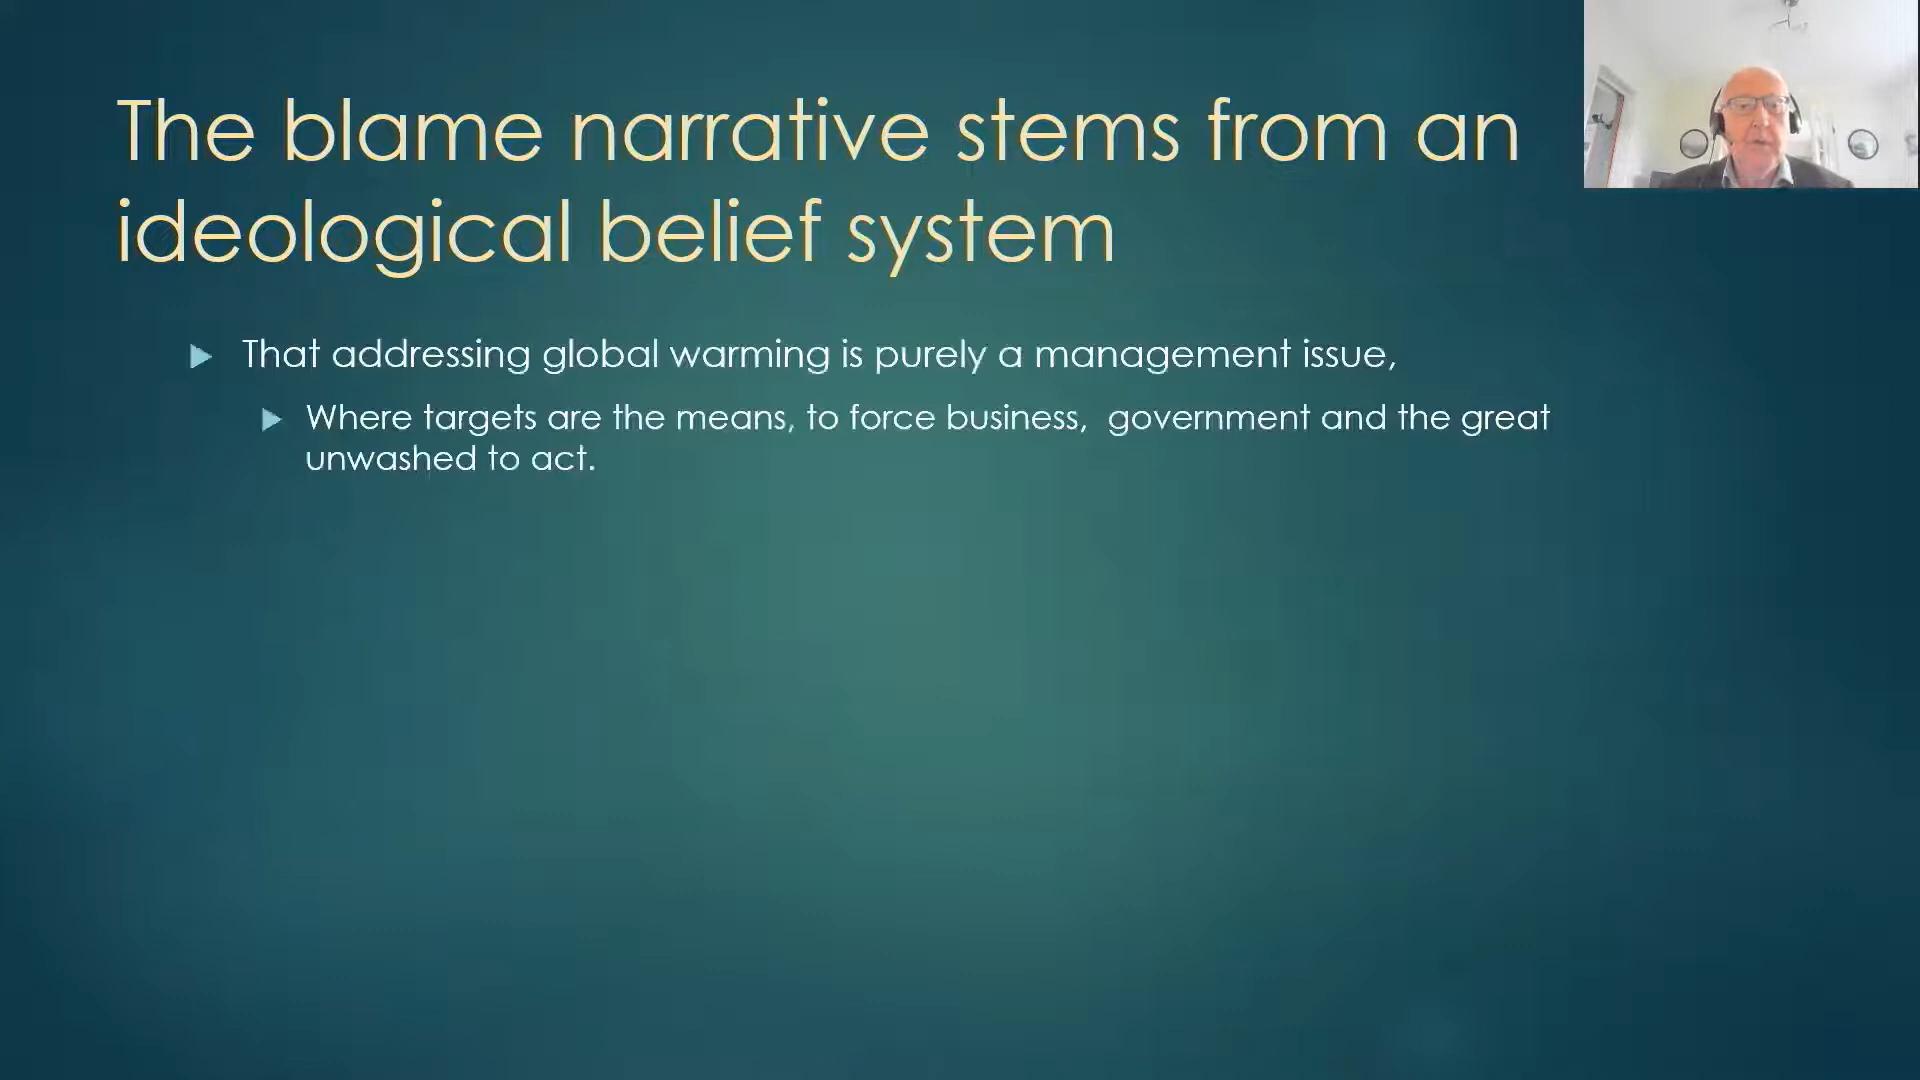 The blame narrative stems from an
ideological belief system
That addressing global warming is purely a management issue,
Where targets are the means, to force business,  government and the great
unwashed to act.